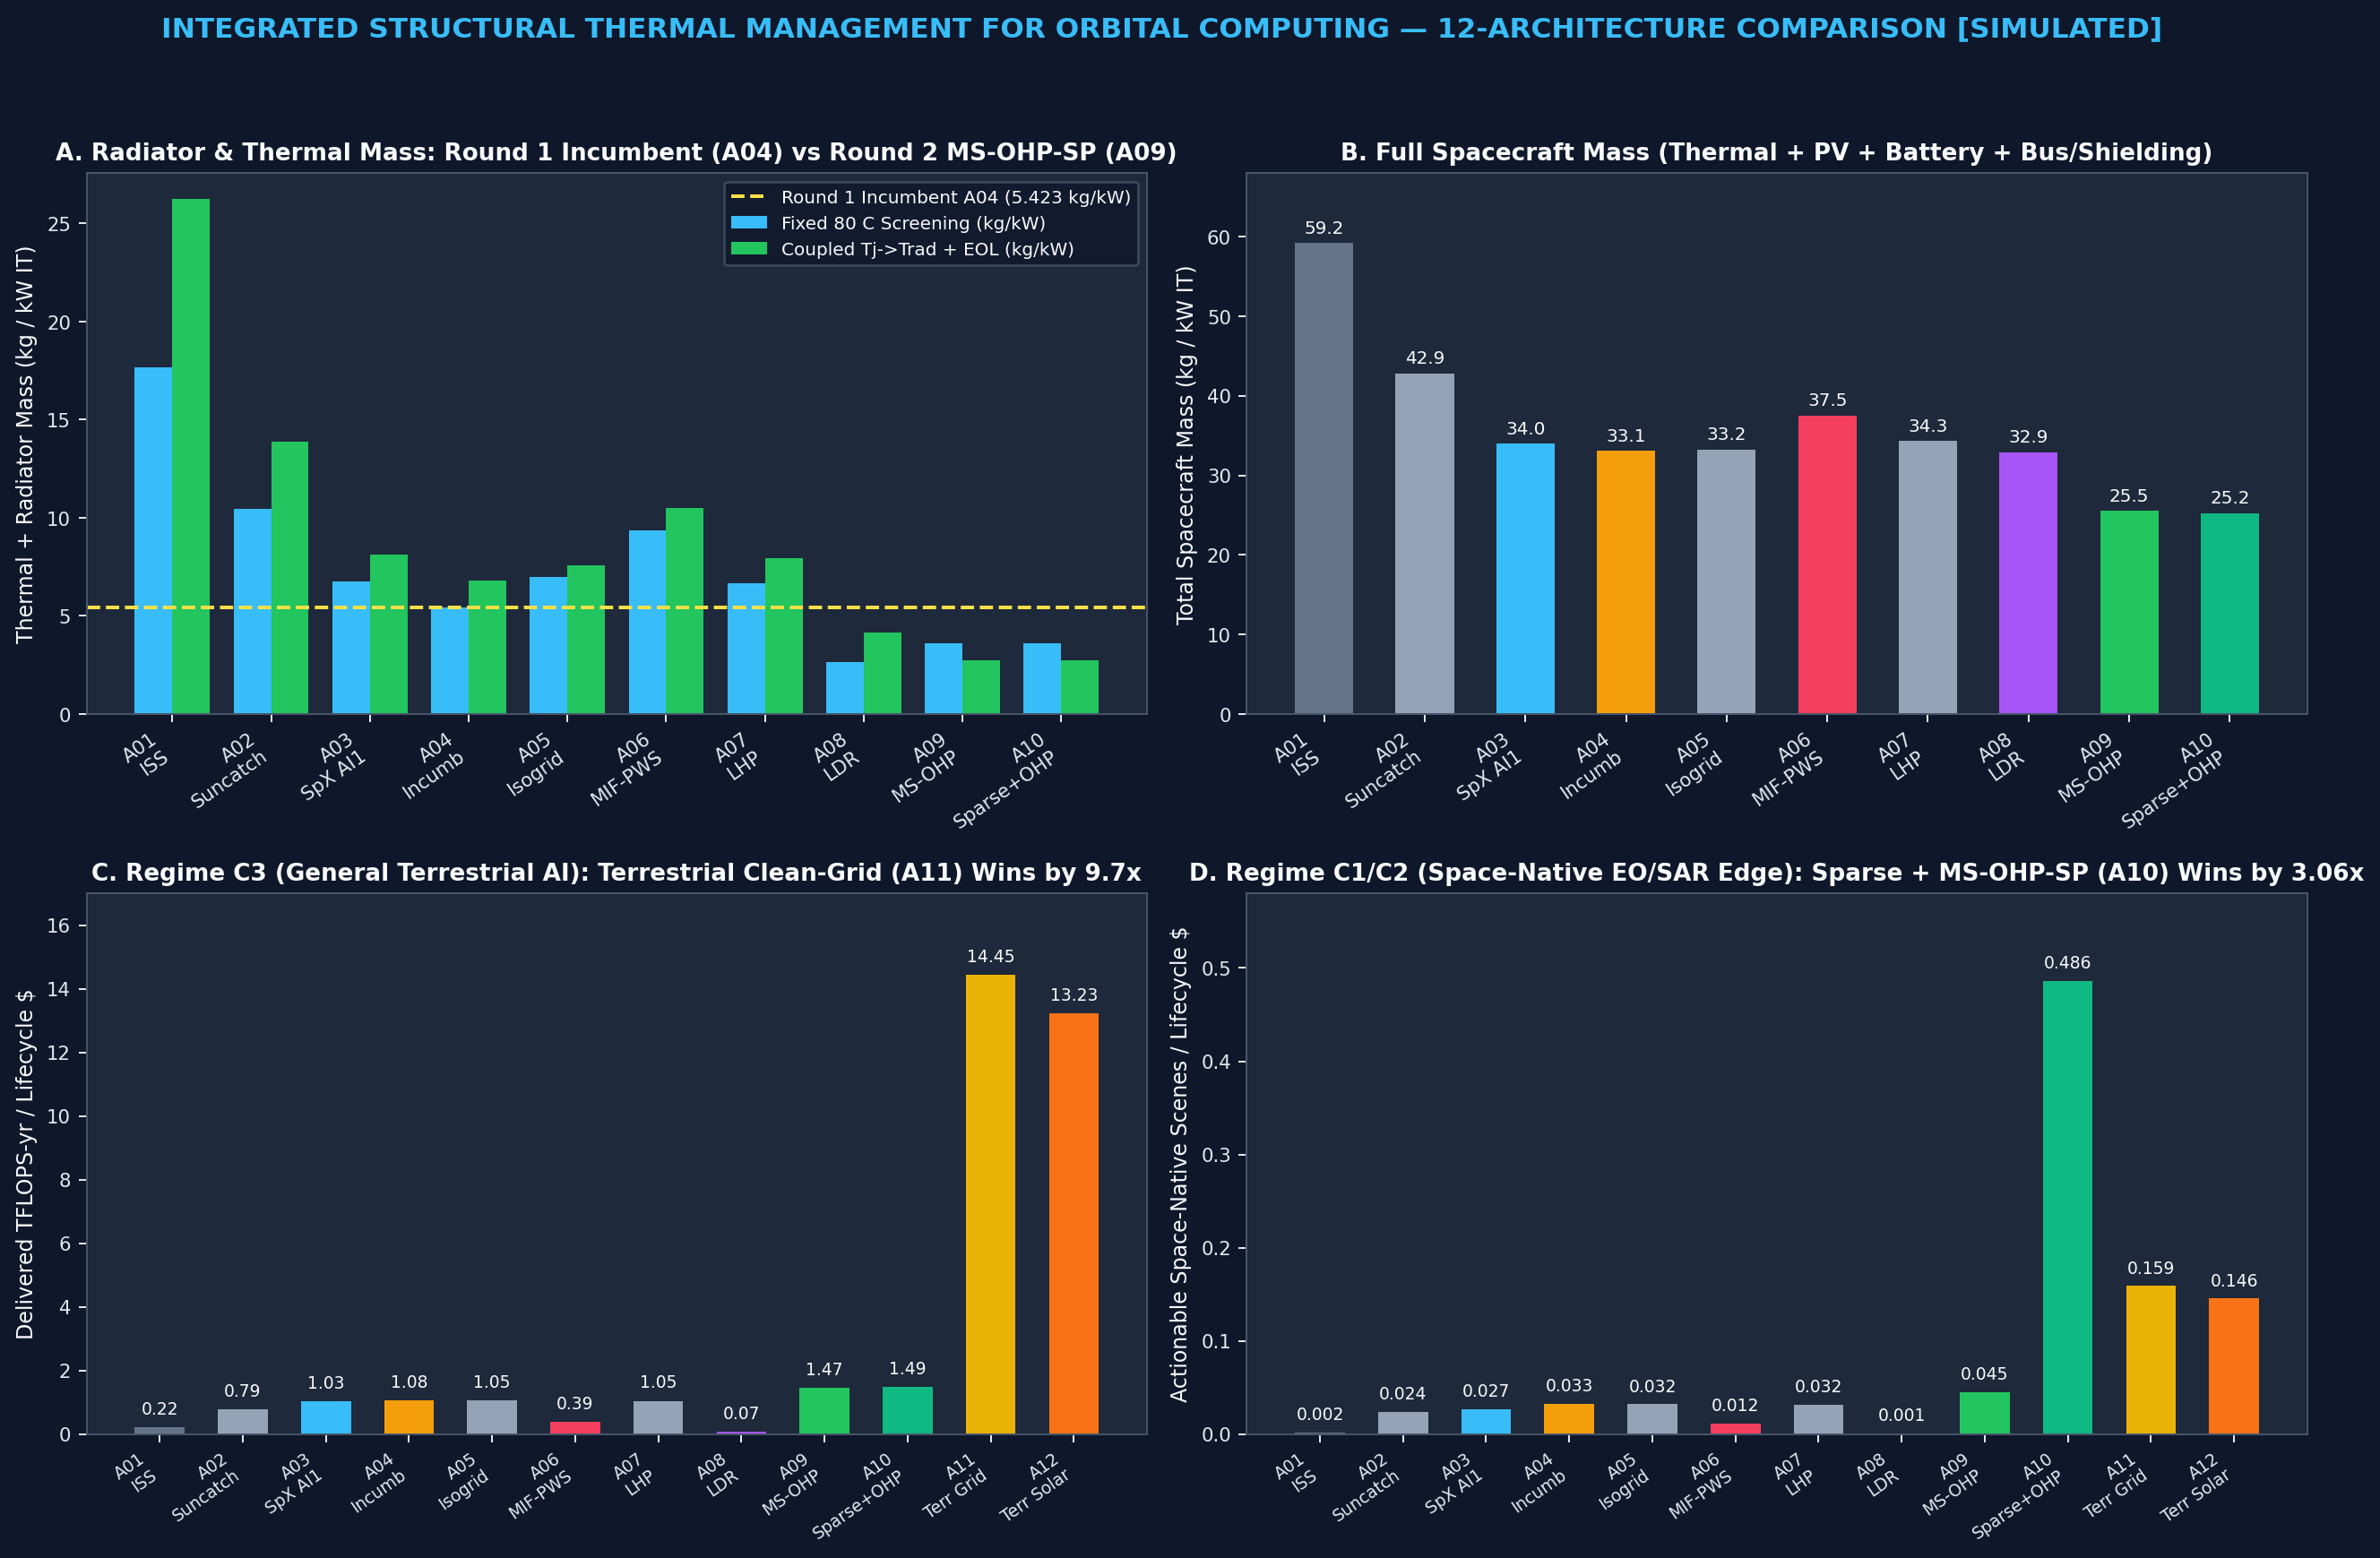 INTEGRATED STRUCTURAL THERMAL MANAGEMENT FOR ORBITAL COMPUTING — 12-ARCHITECTURE COMPARISON [SIMULATED]
A. Radiator & Thermal Mass: Round 1 Incumbent (A04) vs Round 2 MS-OHP-SP (A09)
Thermal + Radiator Mass (kg / kW IT)
25
20
15
10
5
0
Round 1 Incumbent A04 (5.423 kg/kW)
Fixed 80 C Screening (kg/kW)
Coupled Tj->Trad + EOL (kg/kW)
A01
ISS
A02
Suncatch
A03
SpX AI1
A04
Incumb
A05
Isogrid
A06
MIF-PWS
A07
LHP
A08
LDR
A09
MS-OHP
A10
Sparse+OHP
B. Full Spacecraft Mass (Thermal + PV + Battery + Bus/Shielding)
Total Spacecraft Mass (kg / kW IT)
60
50
40
30
20
10
0
59.2
42.9
34.0
33.1
33.2
37.5
34.3
32.9
25.5
25.2
A01
ISS
A02
Suncatch
A03
SpX AI1
A04
Incumb
A05
Isogrid
A06
MIF-PWS
A07
LHP
A08
LDR
A09
MS-OHP
A10
Sparse+OHP
C. Regime C3 (General Terrestrial AI): Terrestrial Clean-Grid (A11) Wins by 9.7x
Delivered TFLOPS-yr / Lifecycle $
16
14
12
10
8
6
4
2
0
0.22
0.79
1.03
1.08
1.05
0.39
1.05
0.07
1.47
1.49
14.45
13.23
A01
ISS
A02
Suncatch
A03
SpX AI1
A04
Incumb
A05
Isogrid
A06
MIF-PWS
A07
LHP
A08
LDR
A09
MS-OHP
A10
Sparse+OHP
A11
Terr Grid
A12
Terr Solar
D. Regime C1/C2 (Space-Native EO/SAR Edge): Sparse + MS-OHP-SP (A10) Wins by 3.06x
Actionable Space-Native Scenes / Lifecycle $
0.5
0.4
0.3
0.2
0.1
0.0
0.002
0.024
0.027
0.033
0.032
0.012
0.032
0.001
0.045
0.486
0.159
0.146
A01
ISS
A02
Suncatch
A03
SpX AI1
A04
Incumb
A05
Isogrid
A06
MIF-PWS
A07
LHP
A08
LDR
A09
MS-OHP
A10
Sparse+OHP
A11
Terr Grid
A12
Terr Solar